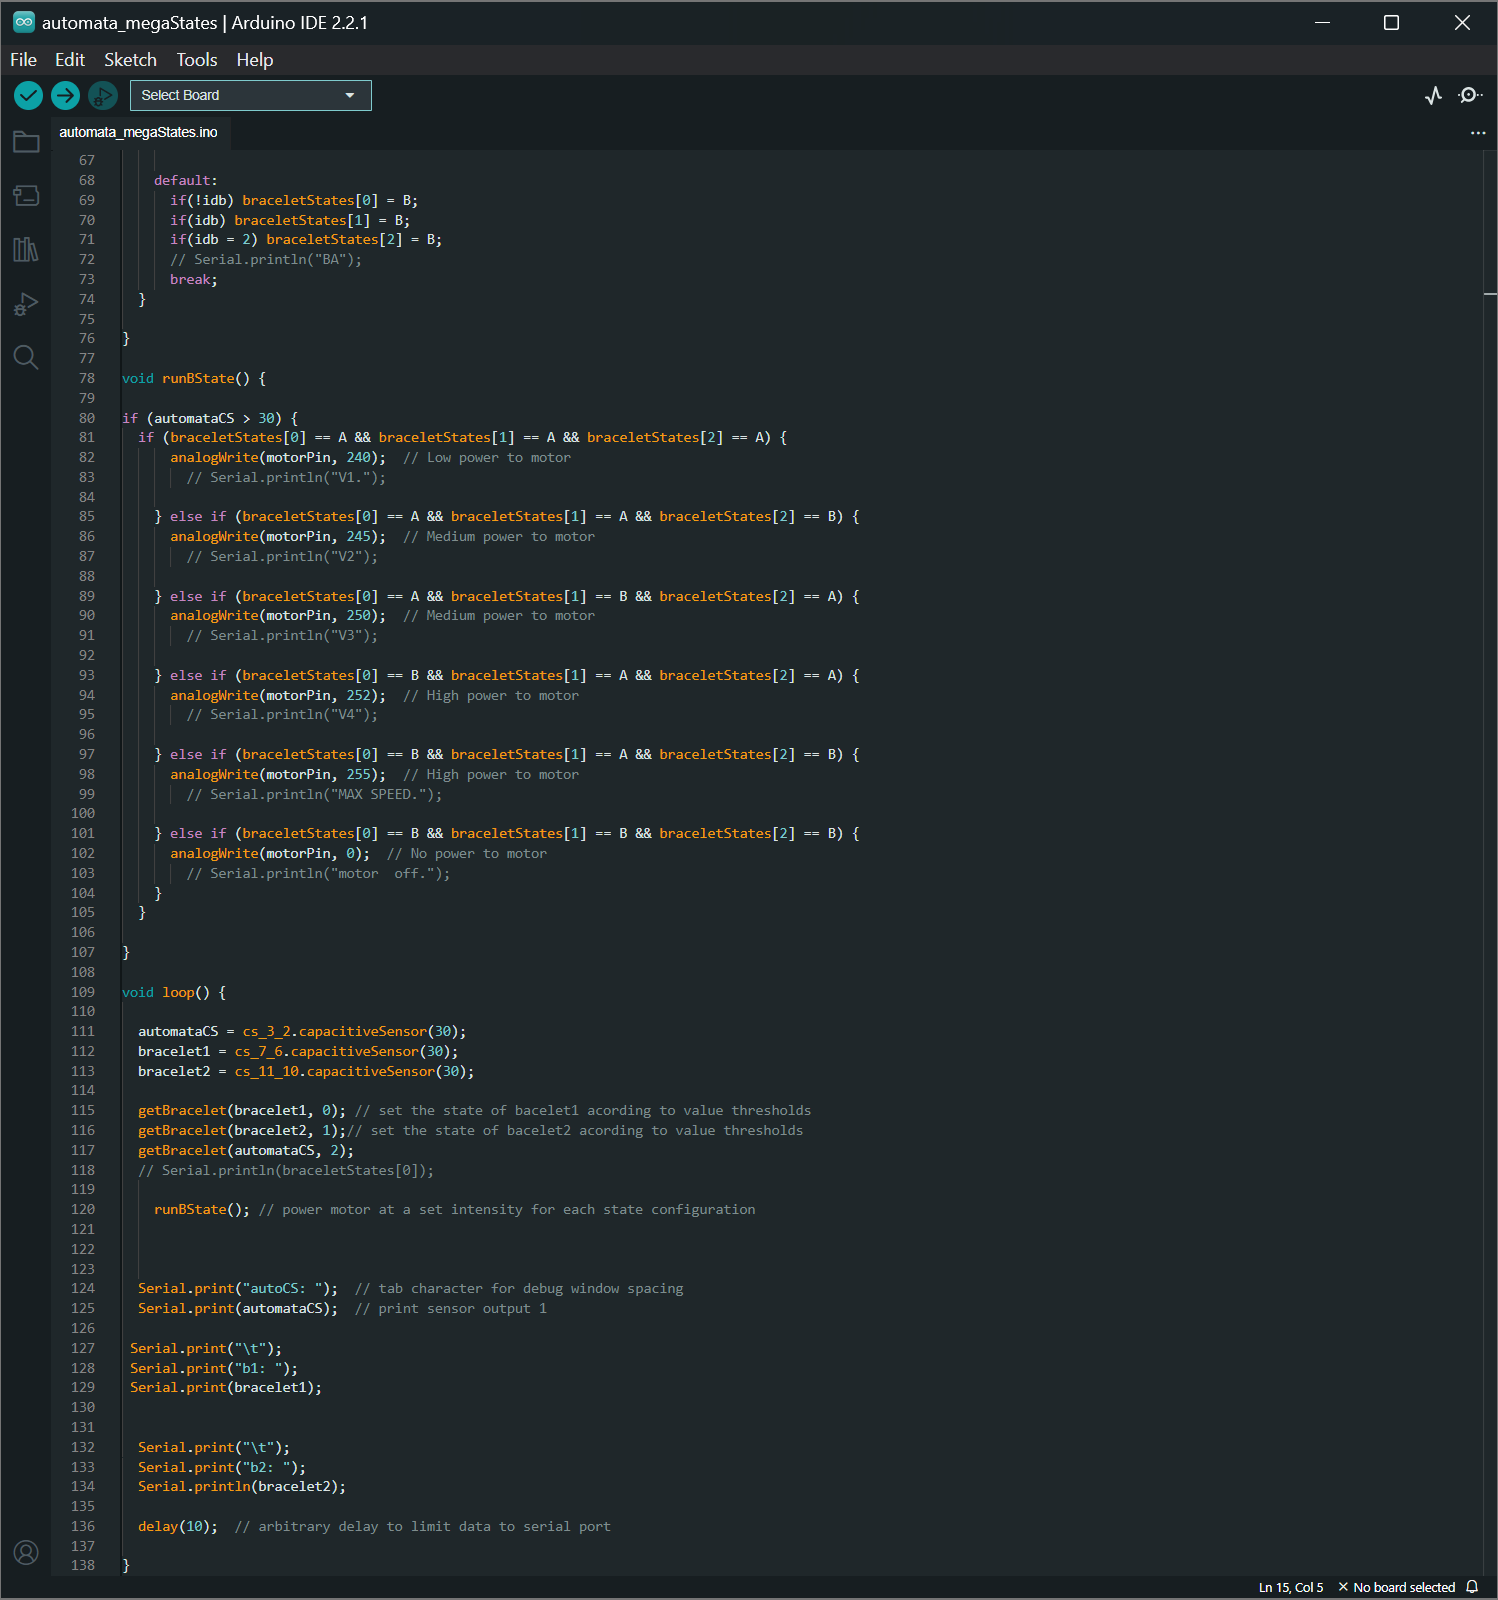 automata_megaStates | Arduino IDE 2.2.1
File Edit Sketch Tools Help
Select Board
automata_megaStates.ino
67
68 default:
69 if(!idb) braceletStates[0] = B;
70 if(idb) braceletStates[1] = B;
71 if(idb = 2) braceletStates[2] = B;
72 // Serial.println("BA");
73 break;
74 }
75
76 }
77
78 void runBState() {
79
80 if (automataCS > 30) {
81 if (braceletStates[0] == A && braceletStates[1] == A && braceletStates[2] == A) {
82 analogWrite(motorPin, 240); // Low power to motor
83 // Serial.println("V1.");
84
85 } else if (braceletStates[0] == A && braceletStates[1] == A && braceletStates[2] == B) {
86 analogWrite(motorPin, 245); // Medium power to motor
87 // Serial.println("V2");
88
89 } else if (braceletStates[0] == A && braceletStates[1] == B && braceletStates[2] == A) {
90 analogWrite(motorPin, 250); // Medium power to motor
91 // Serial.println("V3");
92
93 } else if (braceletStates[0] == B && braceletStates[1] == A && braceletStates[2] == A) {
94 analogWrite(motorPin, 252); // High power to motor
95 // Serial.println("V4");
96
97 } else if (braceletStates[0] == B && braceletStates[1] == A && braceletStates[2] == B) {
98 analogWrite(motorPin, 255); // High power to motor
99 // Serial.println("MAX SPEED.");
100
101 } else if (braceletStates[0] == B && braceletStates[1] == B && braceletStates[2] == B) {
102 analogWrite(motorPin, 0); // No power to motor
103 // Serial.println("motor  off.");
104 }
105 }
106
107 }
108
109 void loop() {
110
111 automataCS = cs_3_2.capacitiveSensor(30);
112 bracelet1 = cs_7_6.capacitiveSensor(30);
113 bracelet2 = cs_11_10.capacitiveSensor(30);
114
115 getBracelet(bracelet1, 0); // set the state of bacelet1 acording to value thresholds
116 getBracelet(bracelet2, 1);// set the state of bacelet2 acording to value thresholds
117 getBracelet(automataCS, 2);
118 // Serial.println(braceletStates[0]);
119
120 runBState(); // power motor at a set intensity for each state configuration
121
122
123
124 Serial.print("autoCS: "); // tab character for debug window spacing
125 Serial.print(automataCS); // print sensor output 1
126
127 Serial.print("\t");
128 Serial.print("b1: ");
129 Serial.print(bracelet1);
130
131
132 Serial.print("\t");
133 Serial.print("b2: ");
134 Serial.println(bracelet2);
135
136 delay(10); // arbitrary delay to limit data to serial port
137
138 }
Ln 15, Col 5 × No board selected